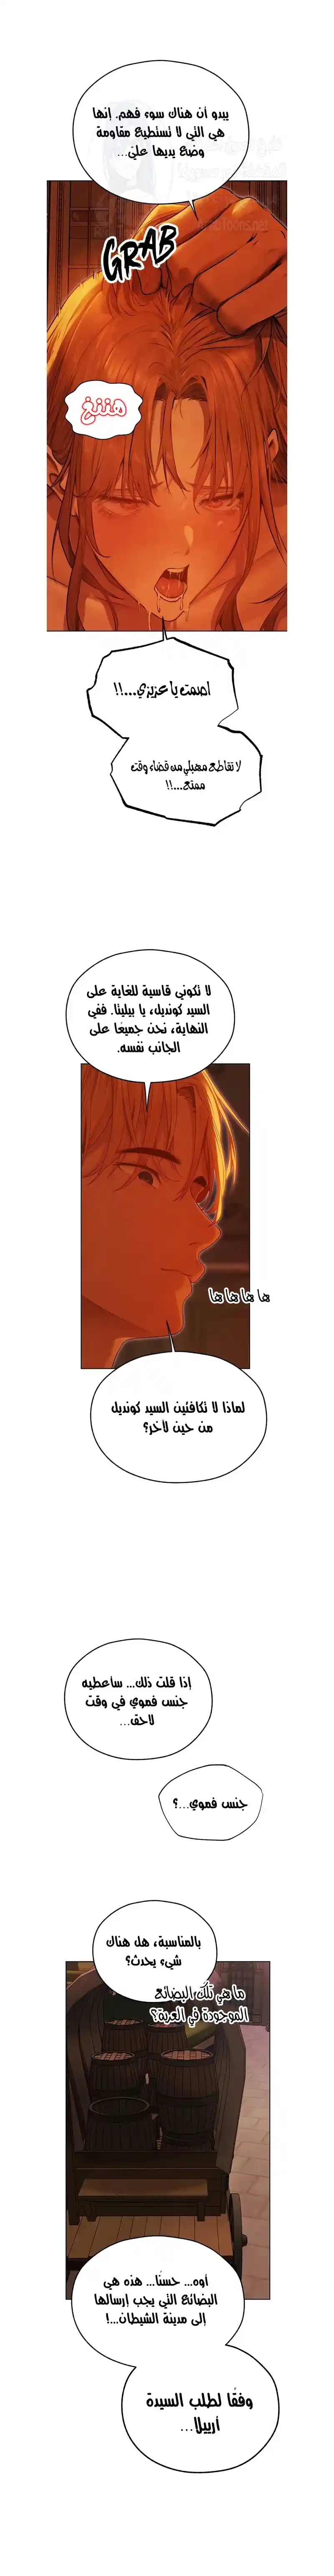 يبدو أن هناك سوء فهم. إنها
هي التي لا تستطيع مقاومة
وضع يديها عليّ...
GRAB
هننغ
اصمت يا عزيزي...!!
لا تقاطع مهبلي من قضاء وقت
ممتع...!!
لا تكوني قاسية للغاية على
السيد كونديل، يا بيليتا. ففي
النهاية، نحن جميعًا على
الجانب نفسه.
ها ها ها ها
لماذا لا تكافئين السيد كونديل
من حين لآخر؟
إذا قلت ذلك... سأعطيه
جنس فموي في وقت
لاحق...
جنس فموي...؟
بالمناسبة، هل هناك
شيء يحدث؟
ما هي تلك البضائع
الموجودة في العربة؟
أوه... حسنًا... هذه هي
البضائع التي يجب إرسالها
إلى مدينة الشيطان...!
وفقًا لطلب السيدة
أرييلا...